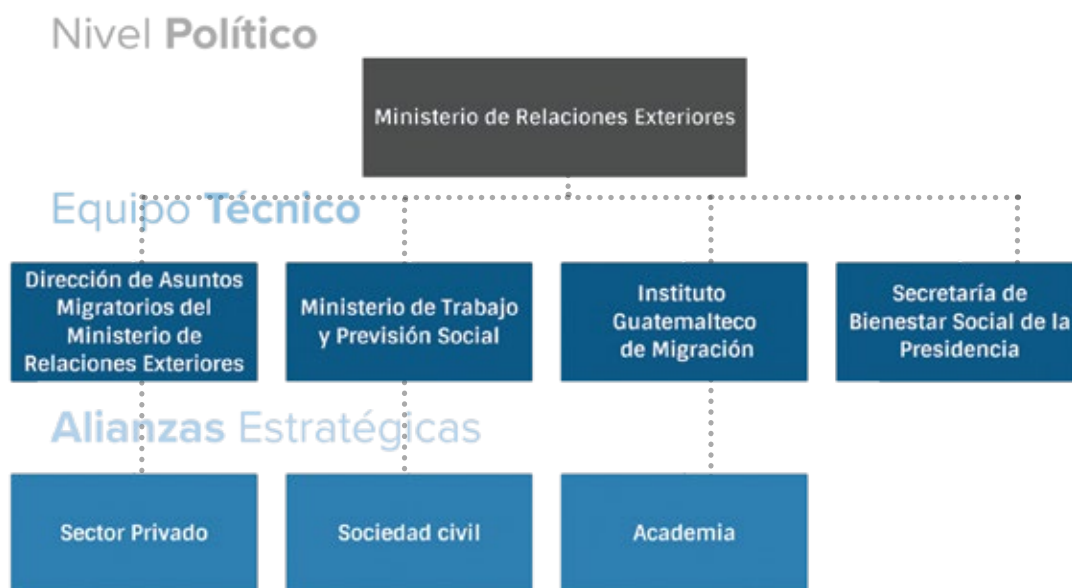 Nivel Político
Ministerio de Relaciones Exteriores
Equipo Técnico
Dirección de Asuntos
Migratorios del
Ministerio de
Relaciones Exteriores
Ministerio de Trabajo
y Previsión Social
Instituto
Guatemalteco
de Migración
Secretaría de
Bienestar Social de la
Presidencia
Alianzas Estratégicas
Sector Privado
Sociedad civil
Academia